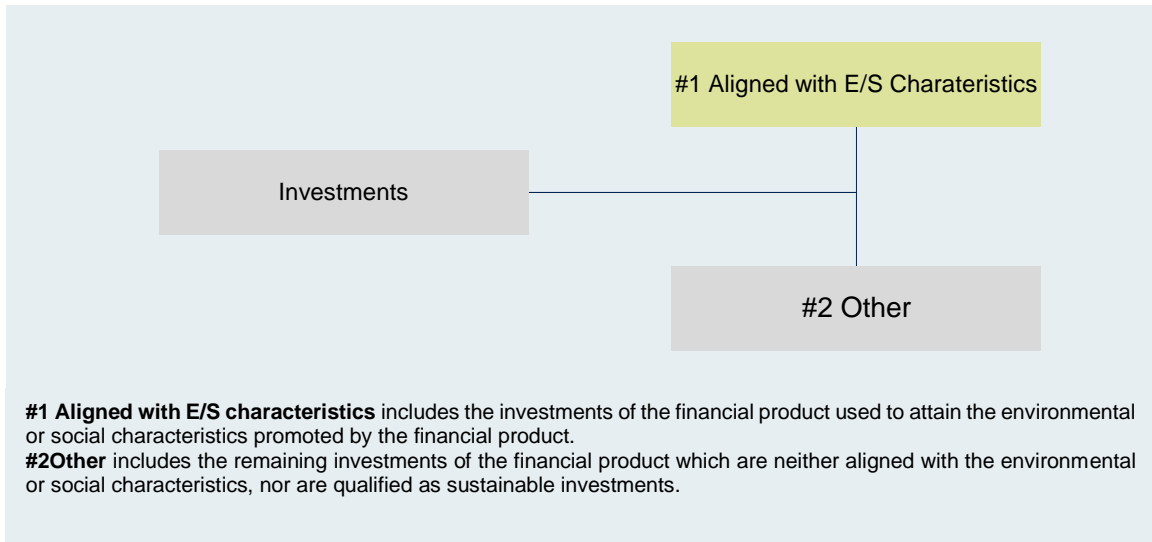 #1 Aligned with E/S Charateristics
Investments
#2 Other
#1 Aligned with E/S characteristics includes the investments of the financial product used to attain the environmental
or social characteristics promoted by the financial product.
#2Other includes the remaining investments of the financial product which are neither aligned with the environmental
or social characteristics, nor are qualified as sustainable investments.